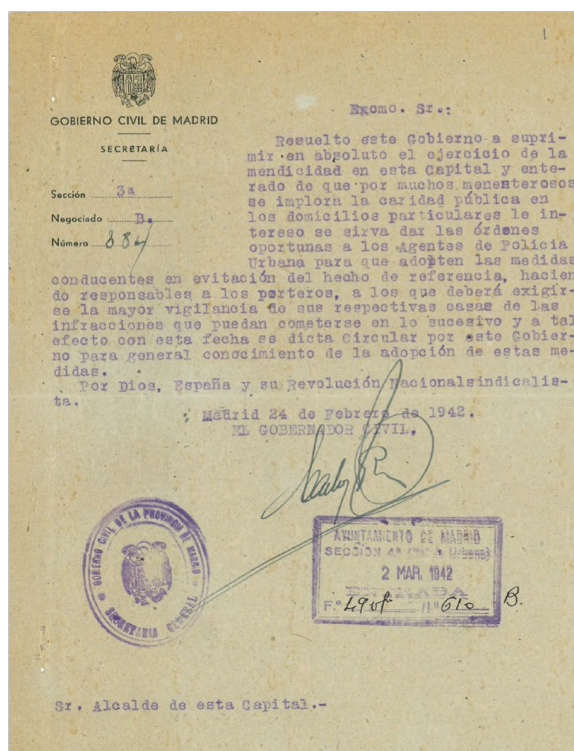 1
GOBIERNO CIVIL DE MADRID
SECRETARÍA
Sección 3a
Negociado B.
Número 884
Excmo. Sr.:
Resuelto este Gobierno a supri-
mir en absoluto el ejercicio de la
mendicidad en esta Capital y ente-
rado de que por muchos menenterosos
se implora la caridad pública en
los domicilios particulares le in-
tereso se sirva dar las órdenes
oportunas a los Agentes de Policia
Urbana para que adopten las medidas
conducentes en evitación del hecho de referencia, hacien
do responsables a los porteros, a los que deberá exigir-
se la mayor vigilancia de sus respectivas casas de las
infracciones que puedan cometerse en lo sucesivo y a tal
efecto con esta fecha se dicta Circular por este Gobier-
no para general conocimiento de la adopción de estas me-
didas.
Por Dios, España y su Revolución Nacionalsindicalis-
ta.
Madrid 24 de Febrero de 1942.
EL GOBERNADOR CIVIL,
GOBIERNO CIVIL DE LA PROVINCIA DE MADRID
SECRETARIA GENERAL
AYUNTAMIENTO DE MADRID
SECCIÓN 4ª
2 MAR. 1942
ENTRADA
F.º N.º 610 B.
Sr. Alcalde de esta Capital.-